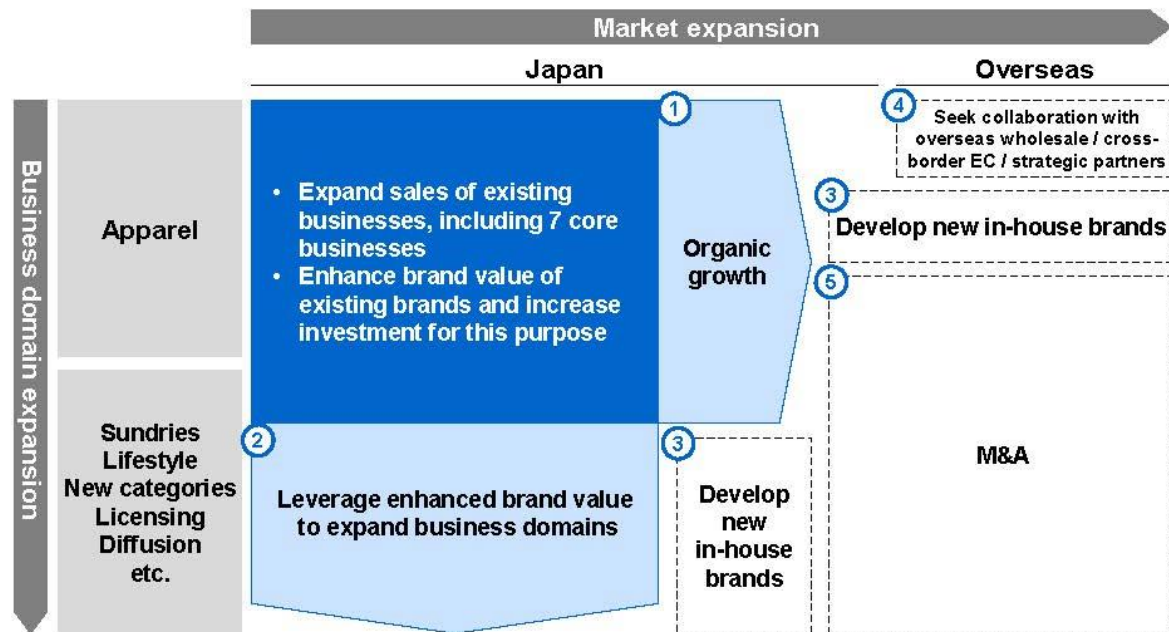 Market expansion
Japan
Overseas
Business domain expansion
Apparel
• Expand sales of existing
businesses, including 7 core
businesses
• Enhance brand value of
existing brands and increase
investment for this purpose
1
Organic
growth
4
Seek collaboration with
overseas wholesale / cross-
border EC / strategic partners
3
Develop new in-house brands
5
M&A
Sundries
Lifestyle
New categories
Licensing
Diffusion
etc.
2
Leverage enhanced brand value
to expand business domains
3
Develop
new
in-house
brands